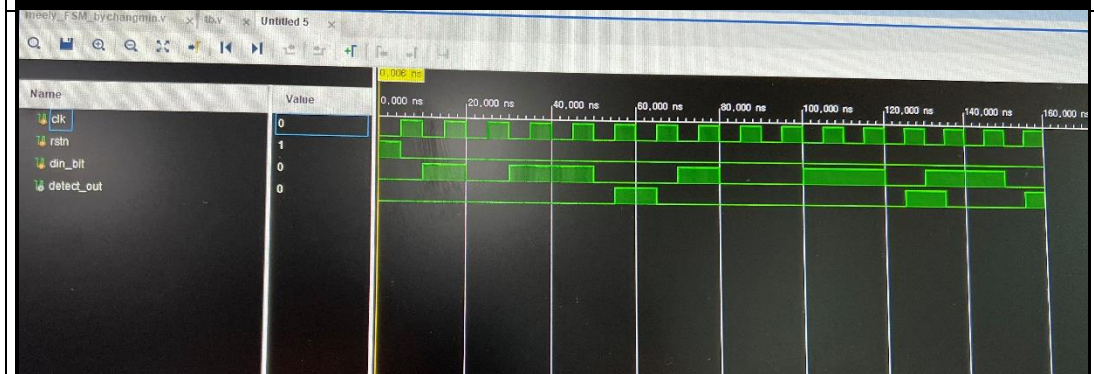 meely_FSM_bychangmin.v × tb.v × Untitled 5 ×
0,006 ns
Name Value
0,000 ns 20,000 ns 40,000 ns 60,000 ns 80,000 ns 100,000 ns 120,000 ns 140,000 ns 160,000 ns
clk 0
rstn 1
din_bit 0
detect_out 0